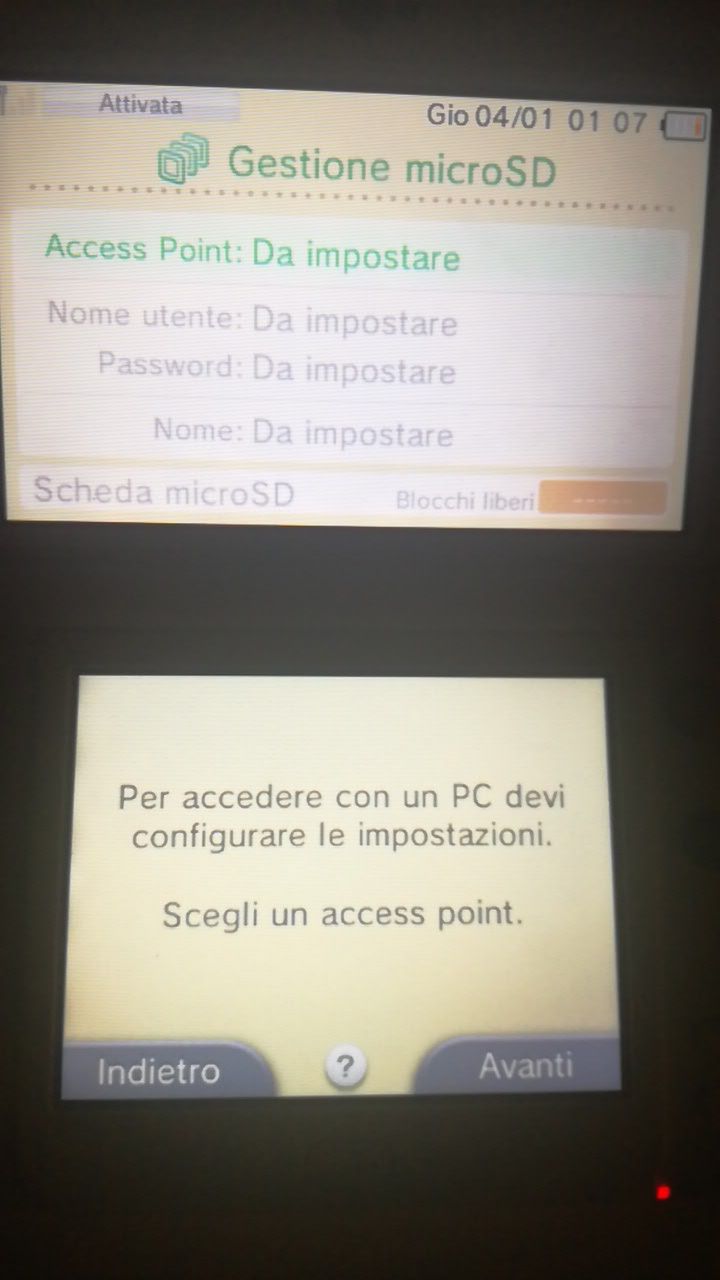 Attivata
Gio 04/01 01 07
Gestione microSD
Access Point: Da impostare
Nome utente: Da impostare
Password: Da impostare
Nome: Da impostare
Scheda microSD
Blocchi liberi -----
Per accedere con un PC devi
configurare le impostazioni.
Scegli un access point.
Indietro
?
Avanti